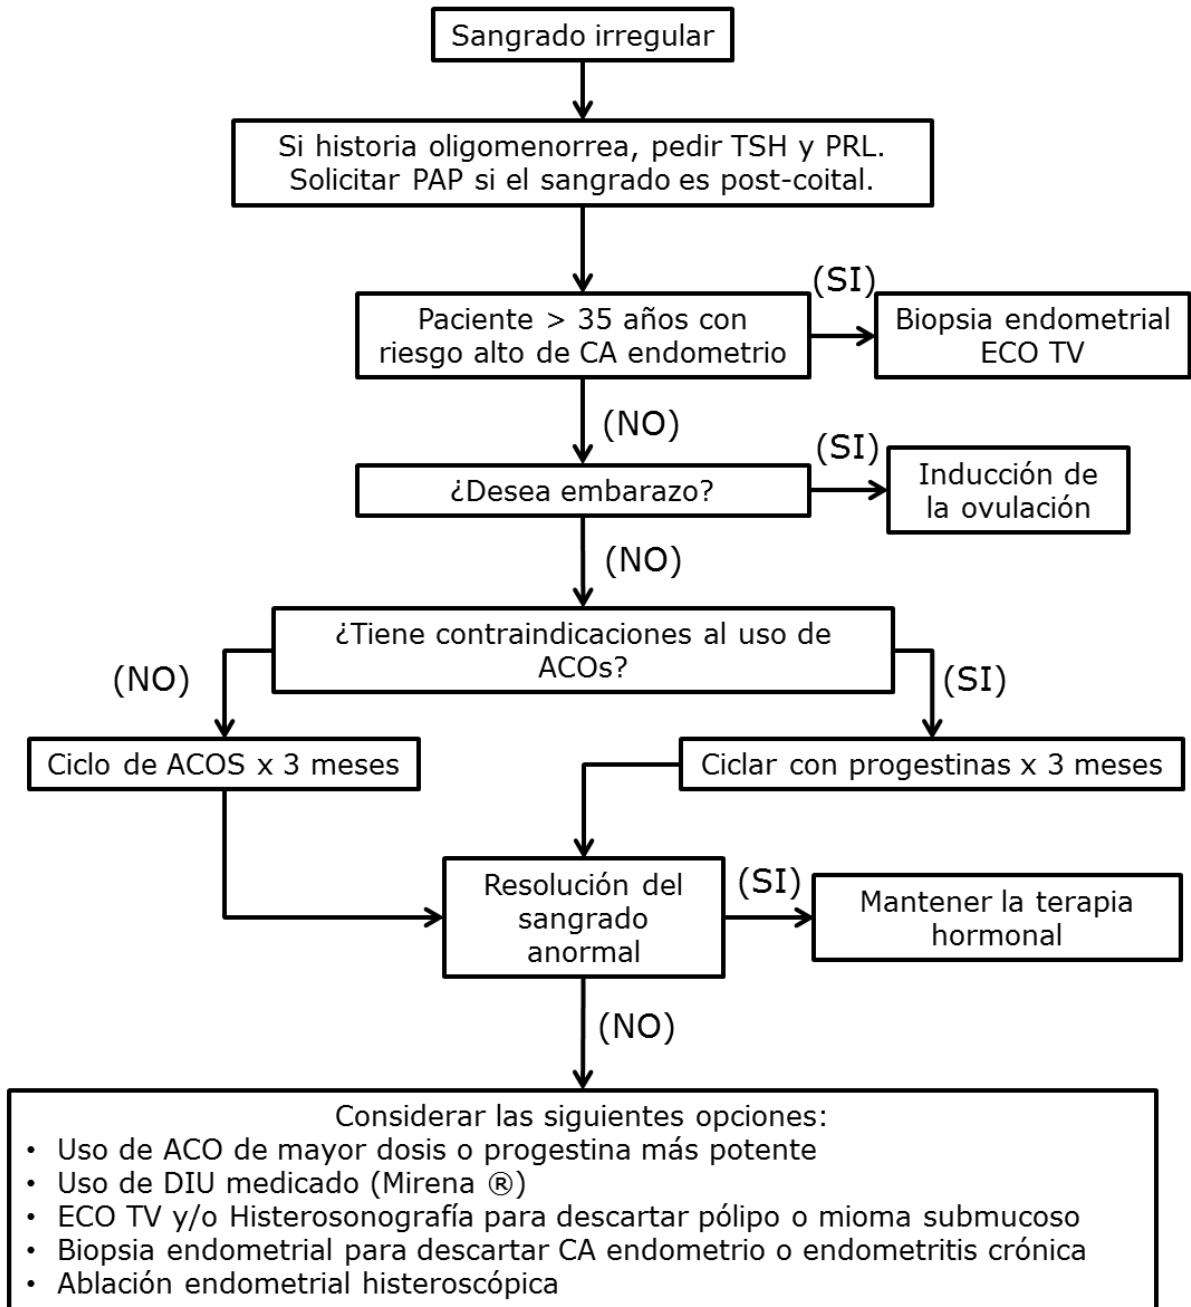 Sangrado irregular
Si historia oligomenorrea, pedir TSH y PRL.
Solicitar PAP si el sangrado es post-coital.
Paciente > 35 años con
riesgo alto de CA endometrio
(SI)
Biopsia endometrial
ECO TV
(NO)
¿Desea embarazo?
(SI)
Inducción de
la ovulación
(NO)
¿Tiene contraindicaciones al uso de
ACOs?
(NO)
(SI)
Ciclo de ACOS x 3 meses
Ciclar con progestinas x 3 meses
Resolución del
sangrado
anormal
(SI)
Mantener la terapia
hormonal
(NO)
Considerar las siguientes opciones:
• Uso de ACO de mayor dosis o progestina más potente
• Uso de DIU medicado (Mirena ®)
• ECO TV y/o Histerosonografía para descartar pólipo o mioma submucoso
• Biopsia endometrial para descartar CA endometrio o endometritis crónica
• Ablación endometrial histeroscópica